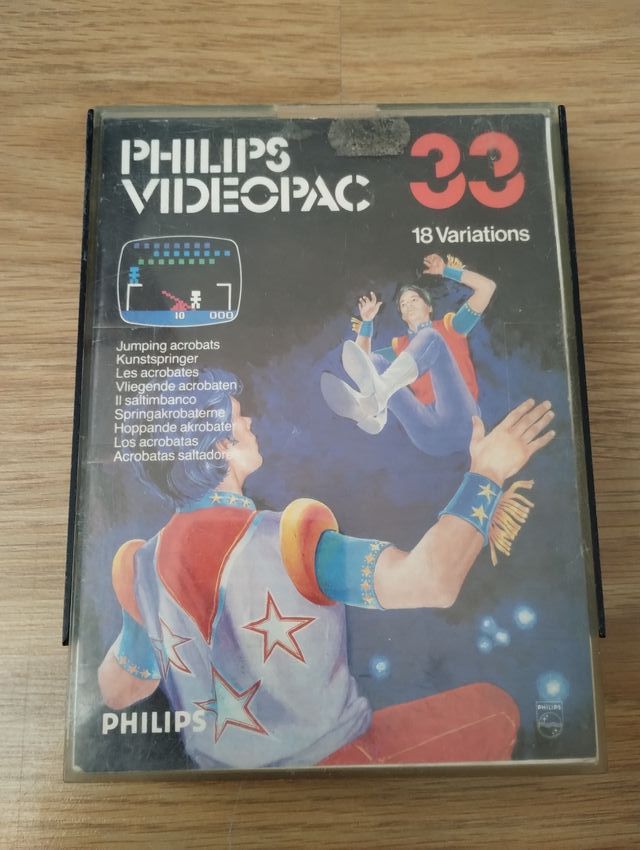 PHILIPS
VIDEOPAC
33
18 Variations
10 000
Jumping acrobats
Kunstspringer
Les acrobates
Vliegende acrobaten
Il saltimbanco
Springakrobaterne
Hoppande akrobater
Los acrobatas
Acrobatas saltadores
PHILIPS
PHILIPS